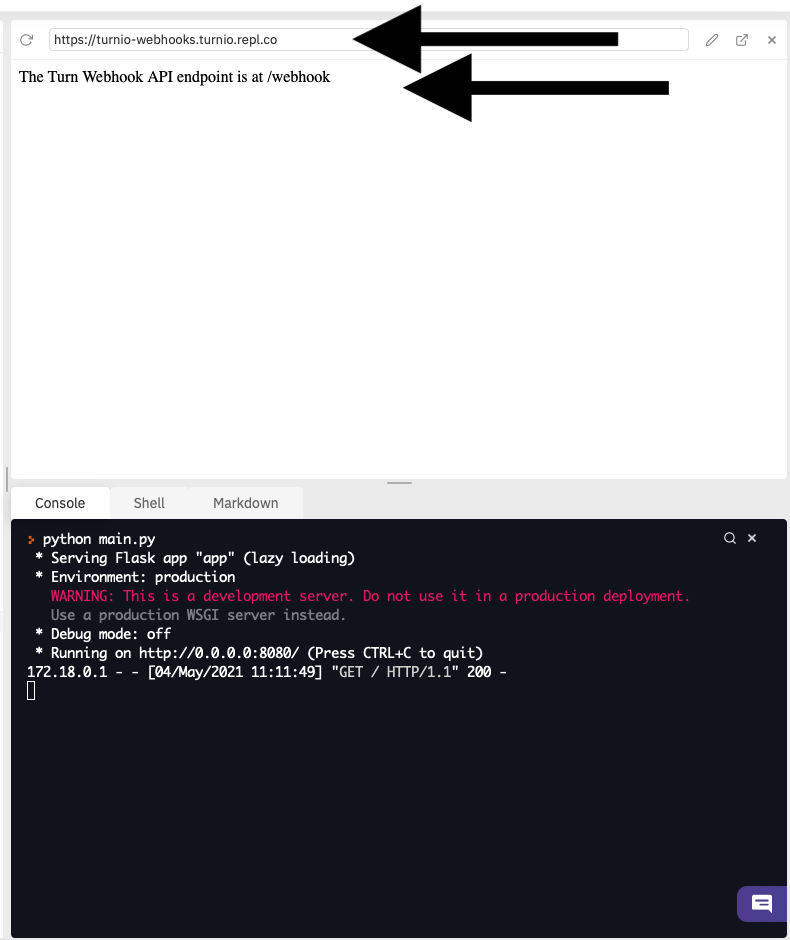 https://turnio-webhooks.turnio.repl.co
The Turn Webhook API endpoint is at /webhook
Console Shell Markdown
python main.py
* Serving Flask app "app" (lazy loading)
* Environment: production
WARNING: This is a development server. Do not use it in a production deployment.
Use a production WSGI server instead.
* Debug mode: off
* Running on http://0.0.0.0:8080/ (Press CTRL+C to quit)
172.18.0.1 - - [04/May/2021 11:11:49] "GET / HTTP/1.1" 200 -